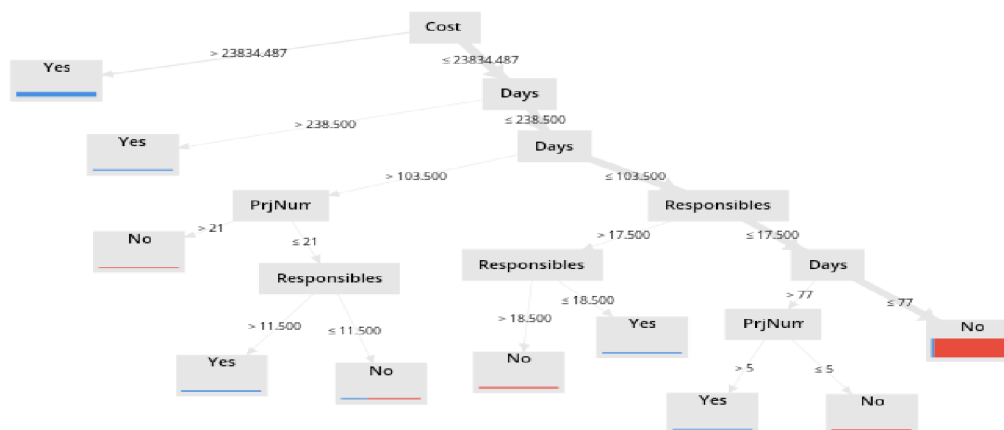 Cost
> 23834.487
≤ 23834.487
Yes
Days
> 238.500
≤ 238.500
Yes
Days
> 103.500
≤ 103.500
PrjNum
Responsibles
> 21
≤ 21
> 17.500
≤ 17.500
No
Responsibles
Responsibles
Days
> 11.500
≤ 11.500
> 18.500
≤ 18.500
> 77
≤ 77
Yes
No
No
Yes
PrjNum
No
> 5
≤ 5
Yes
No